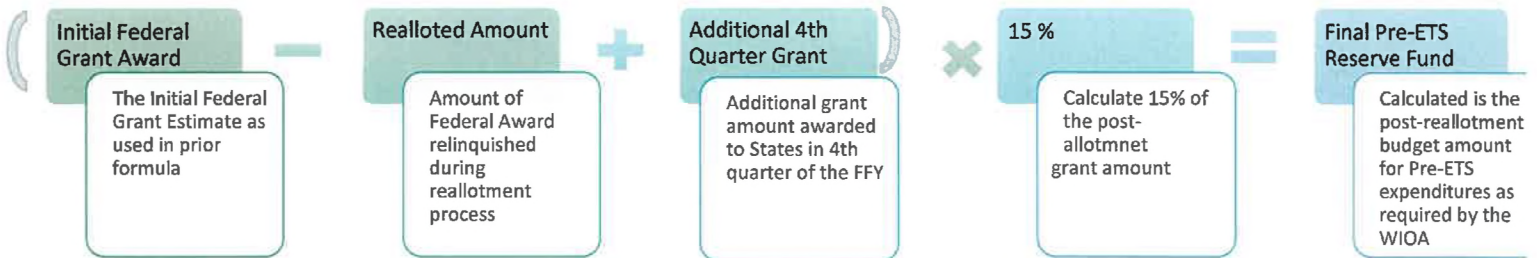 (
Initial Federal
Grant Award
The Initial Federal
Grant Estimate as
used in prior
formula
−
Realloted Amount
Amount of
Federal Award
relinquished
during
reallotment
process
+
Additional 4th
Quarter Grant
Additional grant
amount awarded
to States in 4th
quarter of the FFY
)
×
15 %
Calculate 15% of
the post-
allotmnet
grant amount
=
Final Pre-ETS
Reserve Fund
Calculated is the
post-reallotment
budget amount
for Pre-ETS
expenditures as
required by the
WIOA